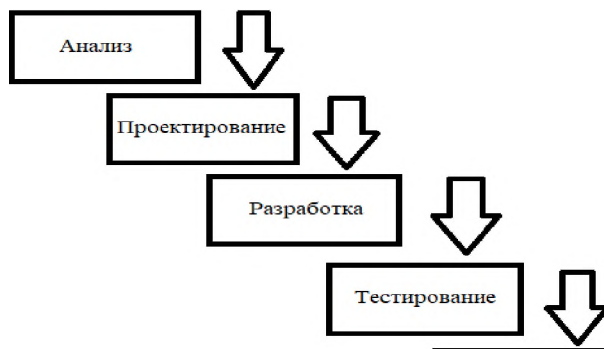 Анализ
Проектирование
Разработка
Тестирование